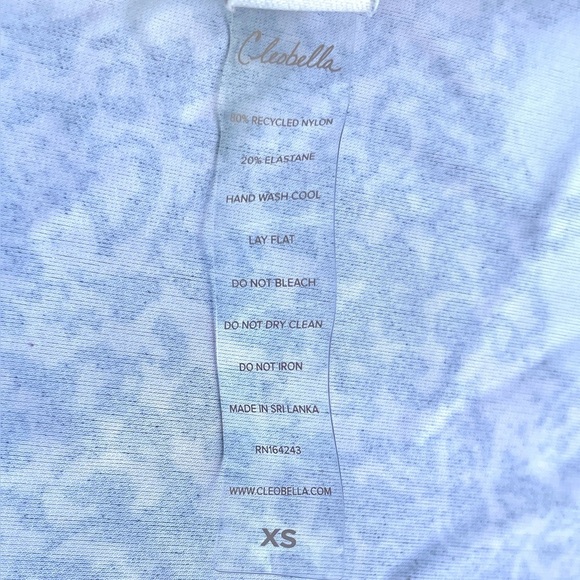 Cleobella
80% RECYCLED NYLON
20% ELASTANE
HAND WASH COOL
LAY FLAT
DO NOT BLEACH
DO NOT DRY CLEAN
DO NOT IRON
MADE IN SRI LANKA
RN164243
WWW.CLEOBELLA.COM
XS